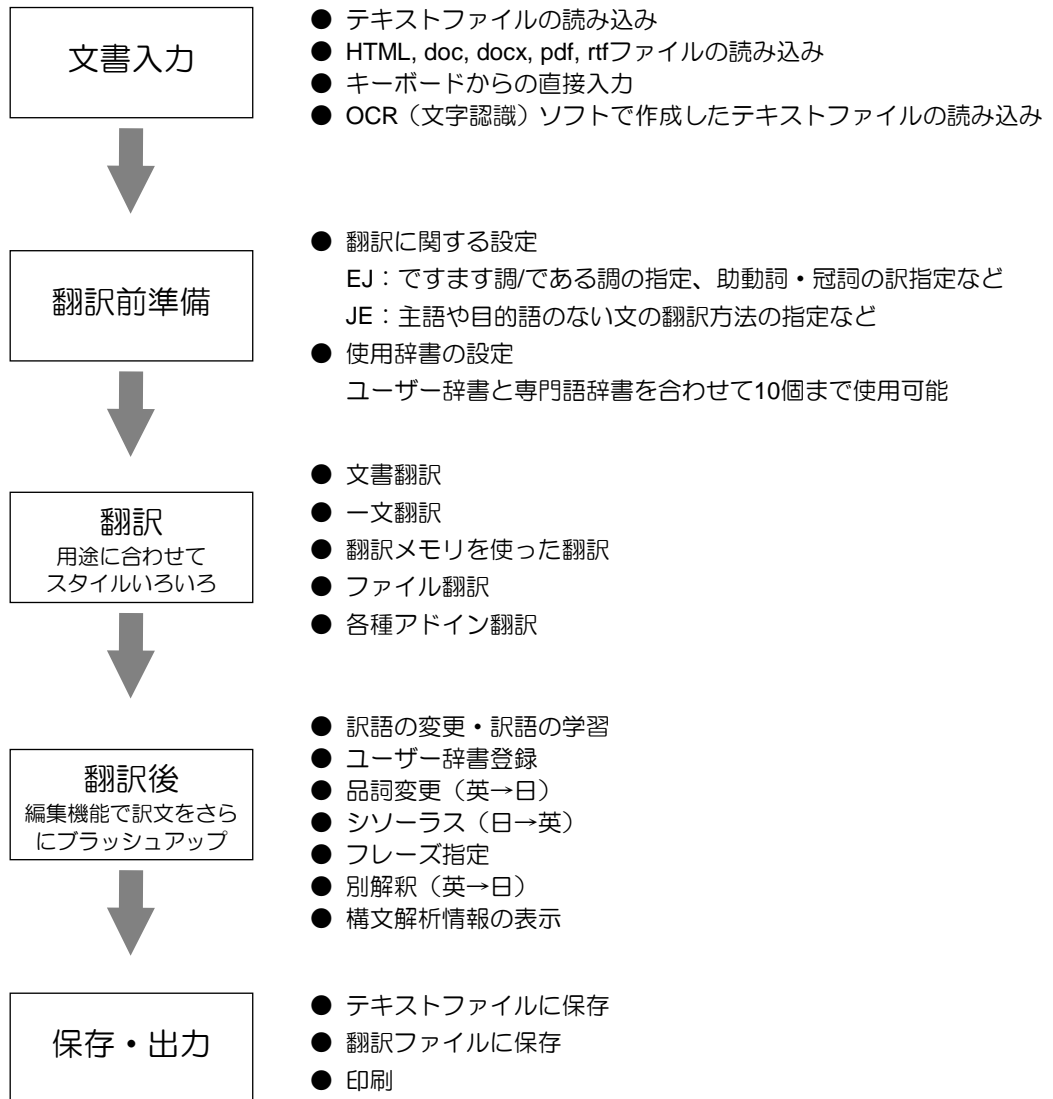 文書入力
● テキストファイルの読み込み
● HTML, doc, docx, pdf, rtfファイルの読み込み
● キーボードからの直接入力
● OCR（文字認識）ソフトで作成したテキストファイルの読み込み
翻訳前準備
● 翻訳に関する設定
EJ：ですます調/である調の指定、助動詞・冠詞の訳指定など
JE：主語や目的語のない文の翻訳方法の指定など
● 使用辞書の設定
ユーザー辞書と専門語辞書を合わせて10個まで使用可能
翻訳
用途に合わせて
スタイルいろいろ
● 文書翻訳
● 一文翻訳
● 翻訳メモリを使った翻訳
● ファイル翻訳
● 各種アドイン翻訳
翻訳後
編集機能で訳文をさら
にブラッシュアップ
● 訳語の変更・訳語の学習
● ユーザー辞書登録
● 品詞変更（英→日）
● シソーラス（日→英）
● フレーズ指定
● 別解釈（英→日）
● 構文解析情報の表示
保存・出力
● テキストファイルに保存
● 翻訳ファイルに保存
● 印刷